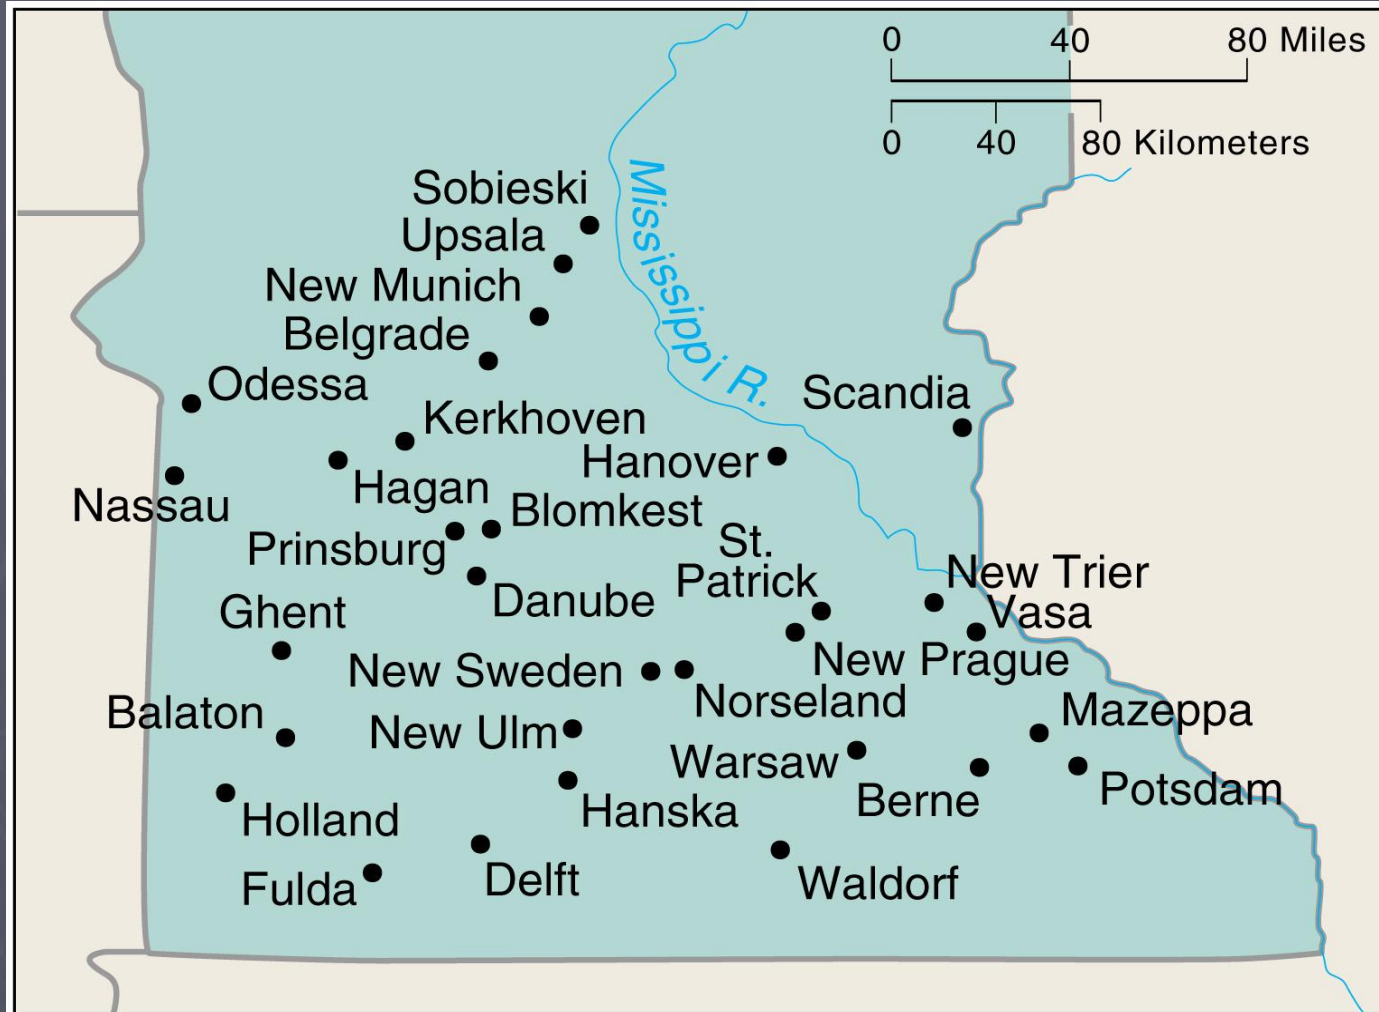 0 40 80 Miles
0 40 80 Kilometers
Mississippi R.
Sobieski
Upsala
New Munich
Belgrade
Odessa
Scandia
Kerkhoven
Hanover
Hagan
Nassau
Blomkest
Prinsburg
St.
Patrick
New Trier
Danube
Vasa
Ghent
New Prague
New Sweden
Norseland
Balaton
Mazeppa
New Ulm
Warsaw
Potsdam
Berne
Hanska
Holland
Delft
Waldorf
Fulda